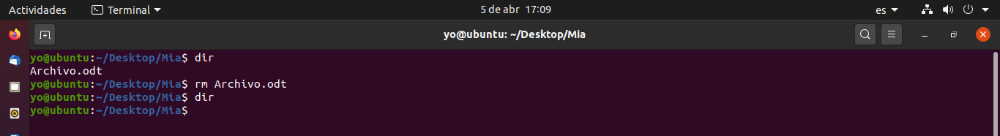 Actividades Terminal 5 de abr 17:09 es
yo@ubuntu: ~/Desktop/Mia
yo@ubuntu:~/Desktop/Mia$ dir
Archivo.odt
yo@ubuntu:~/Desktop/Mia$ rm Archivo.odt
yo@ubuntu:~/Desktop/Mia$ dir
yo@ubuntu:~/Desktop/Mia$